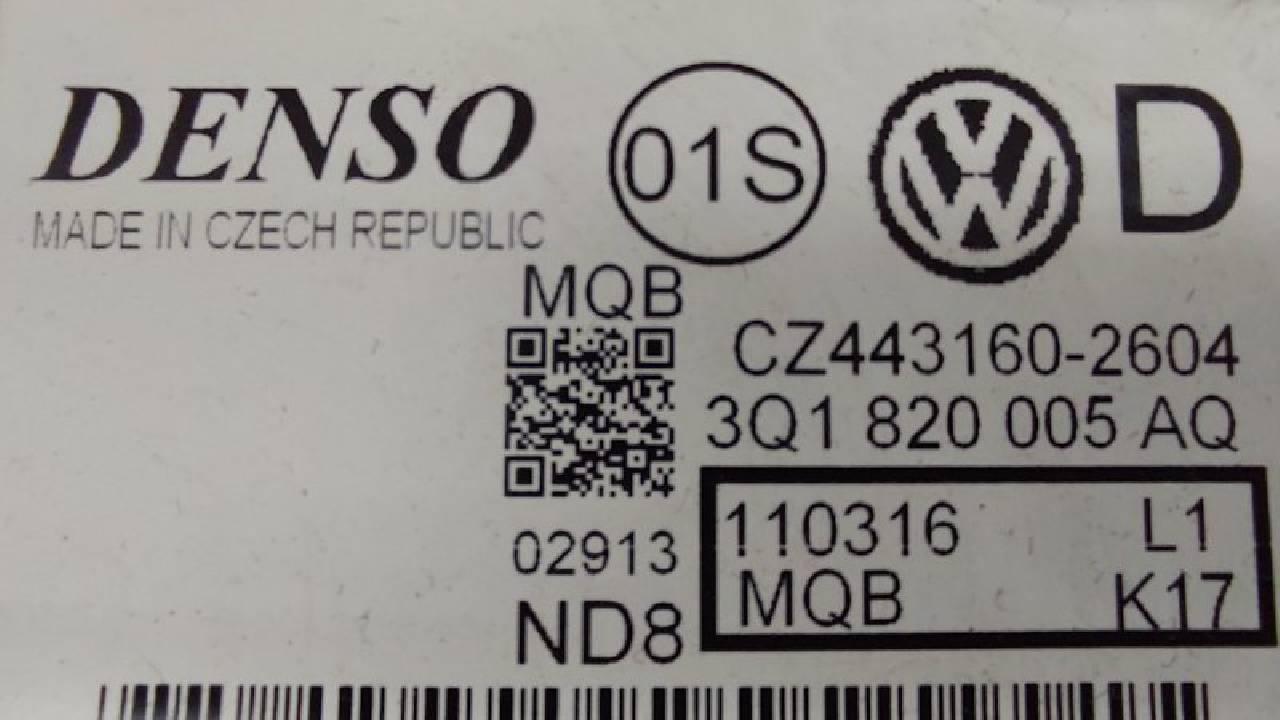 DENSO
01S
D
MADE IN CZECH REPUBLIC
MQB
CZ443160-2604
3Q1 820 005 AQ
110316 L1
02913
MQB K17
ND8